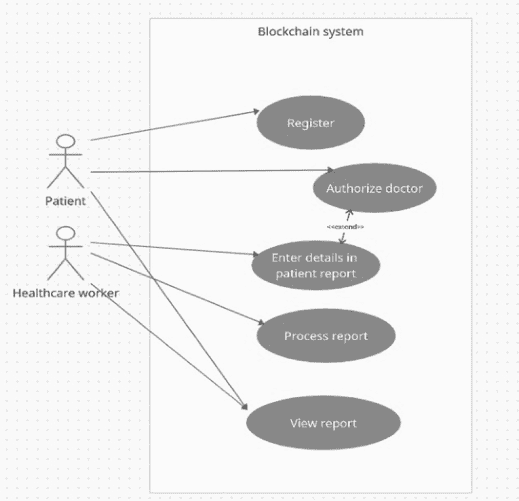 Blockchain system
Register
Authorize doctor
Patient
<<extend>>
Enter details in
patient report
Healthcare worker
Process report
View report